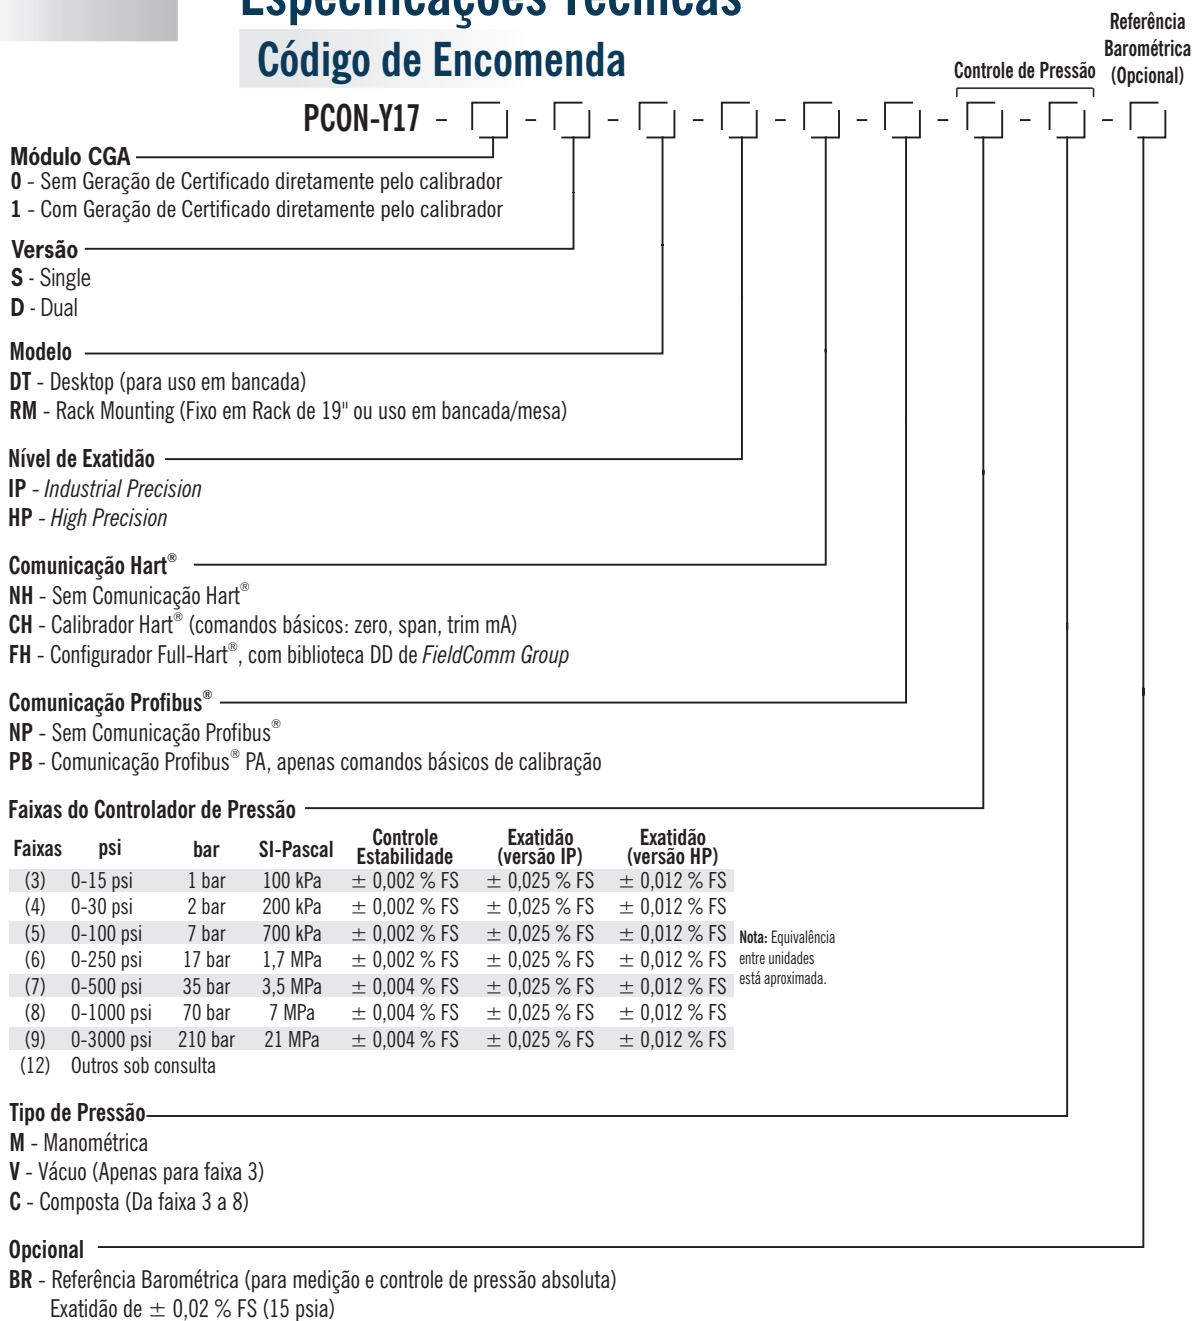 Especificações Técnicas
Código de Encomenda
Referência
Barométrica
(Opcional)
Controle de Pressão
PCON-Y17 - - - - - - - - -
Módulo CGA
0 - Sem Geração de Certificado diretamente pelo calibrador
1 - Com Geração de Certificado diretamente pelo calibrador
Versão
S - Single
D - Dual
Modelo
DT - Desktop (para uso em bancada)
RM - Rack Mounting (Fixo em Rack de 19" ou uso em bancada/mesa)
Nível de Exatidão
IP - Industrial Precision
HP - High Precision
Comunicação Hart®
NH - Sem Comunicação Hart®
CH - Calibrador Hart® (comandos básicos: zero, span, trim mA)
FH - Configurador Full-Hart®, com biblioteca DD de FieldComm Group
Comunicação Profibus®
NP - Sem Comunicação Profibus®
PB - Comunicação Profibus® PA, apenas comandos básicos de calibração
Faixas do Controlador de Pressão
Faixas psi bar SI-Pascal Controle Estabilidade Exatidão (versão IP) Exatidão (versão HP)
(3) 0-15 psi 1 bar 100 kPa ± 0,002 % FS ± 0,025 % FS ± 0,012 % FS
(4) 0-30 psi 2 bar 200 kPa ± 0,002 % FS ± 0,025 % FS ± 0,012 % FS
(5) 0-100 psi 7 bar 700 kPa ± 0,002 % FS ± 0,025 % FS ± 0,012 % FS
(6) 0-250 psi 17 bar 1,7 MPa ± 0,002 % FS ± 0,025 % FS ± 0,012 % FS
(7) 0-500 psi 35 bar 3,5 MPa ± 0,004 % FS ± 0,025 % FS ± 0,012 % FS
(8) 0-1000 psi 70 bar 7 MPa ± 0,004 % FS ± 0,025 % FS ± 0,012 % FS
(9) 0-3000 psi 210 bar 21 MPa ± 0,004 % FS ± 0,025 % FS ± 0,012 % FS
(12) Outros sob consulta
Nota: Equivalência
entre unidades
está aproximada.
Tipo de Pressão
M - Manométrica
V - Vácuo (Apenas para faixa 3)
C - Composta (Da faixa 3 a 8)
Opcional
BR - Referência Barométrica (para medição e controle de pressão absoluta)
Exatidão de ± 0,02 % FS (15 psia)